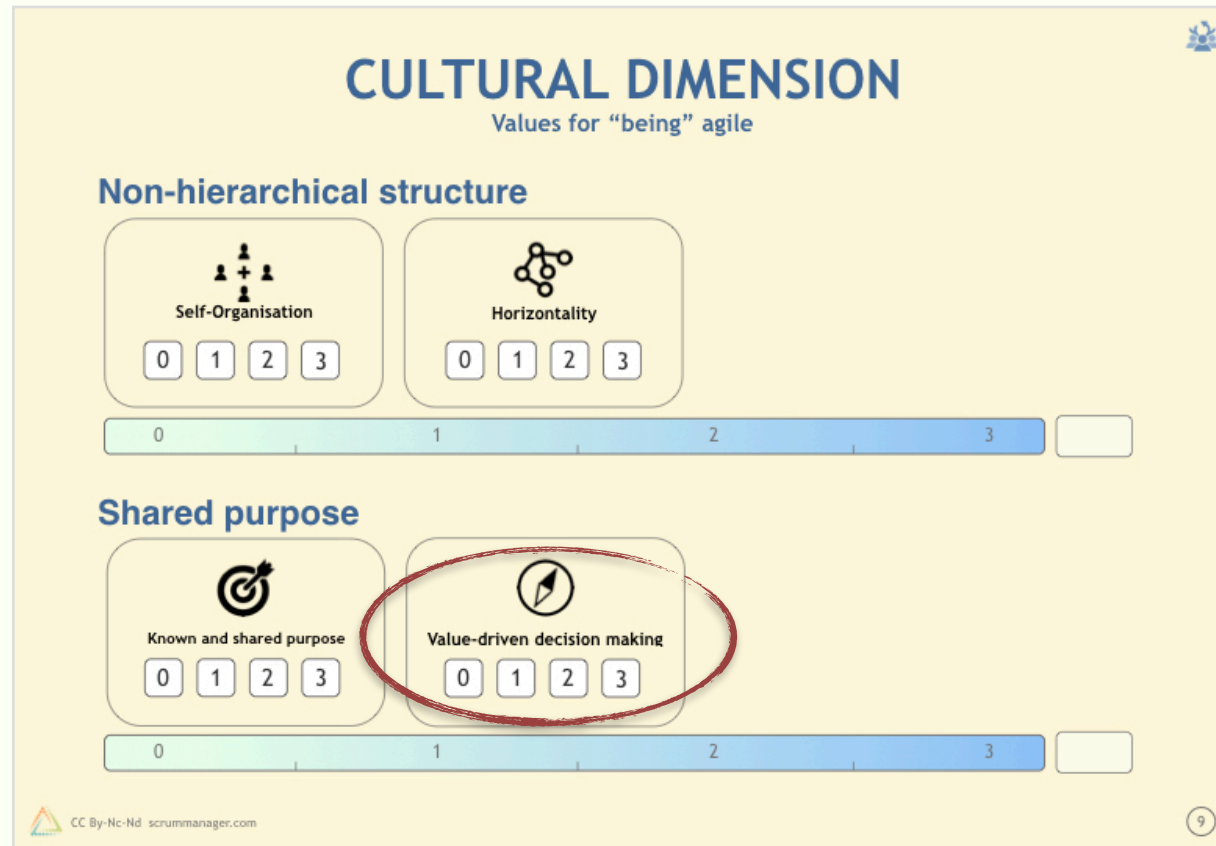 CULTURAL DIMENSION
Values for “being” agile
Non-hierarchical structure
Self-Organisation
Horizontality
0 1 2 3
0 1 2 3
0 1 2 3
Shared purpose
Known and shared purpose
Value-driven decision making
0 1 2 3
0 1 2 3
0 1 2 3
CC By-Nc-Nd scrummanager.com
9